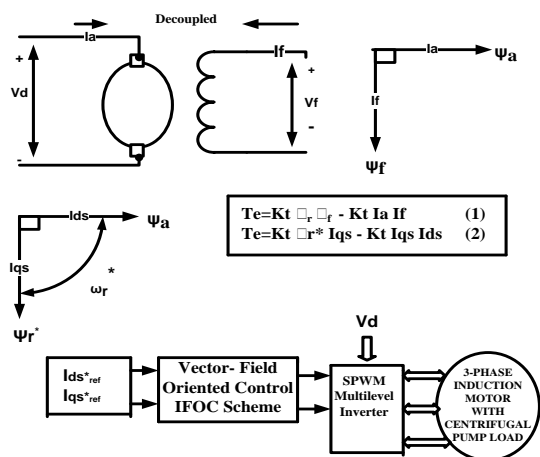 Decoupled
Ia
+
Vd
-
If
+
Vf
-
Ia
Ψa
If
Ψf
Ids
Ψa
Iqs
*
ωr
Ψr*
Te=Kt □r □f - Kt Ia If (1)
Te=Kt □r* Iqs - Kt Iqs Ids (2)
Vd
Ids*ref
Iqs*ref
Vector- Field
Oriented Control
IFOC Scheme
SPWM
Multilevel
Inverter
3-PHASE
INDUCTION
MOTOR
WITH
CENTRIFUGAL
PUMP LOAD